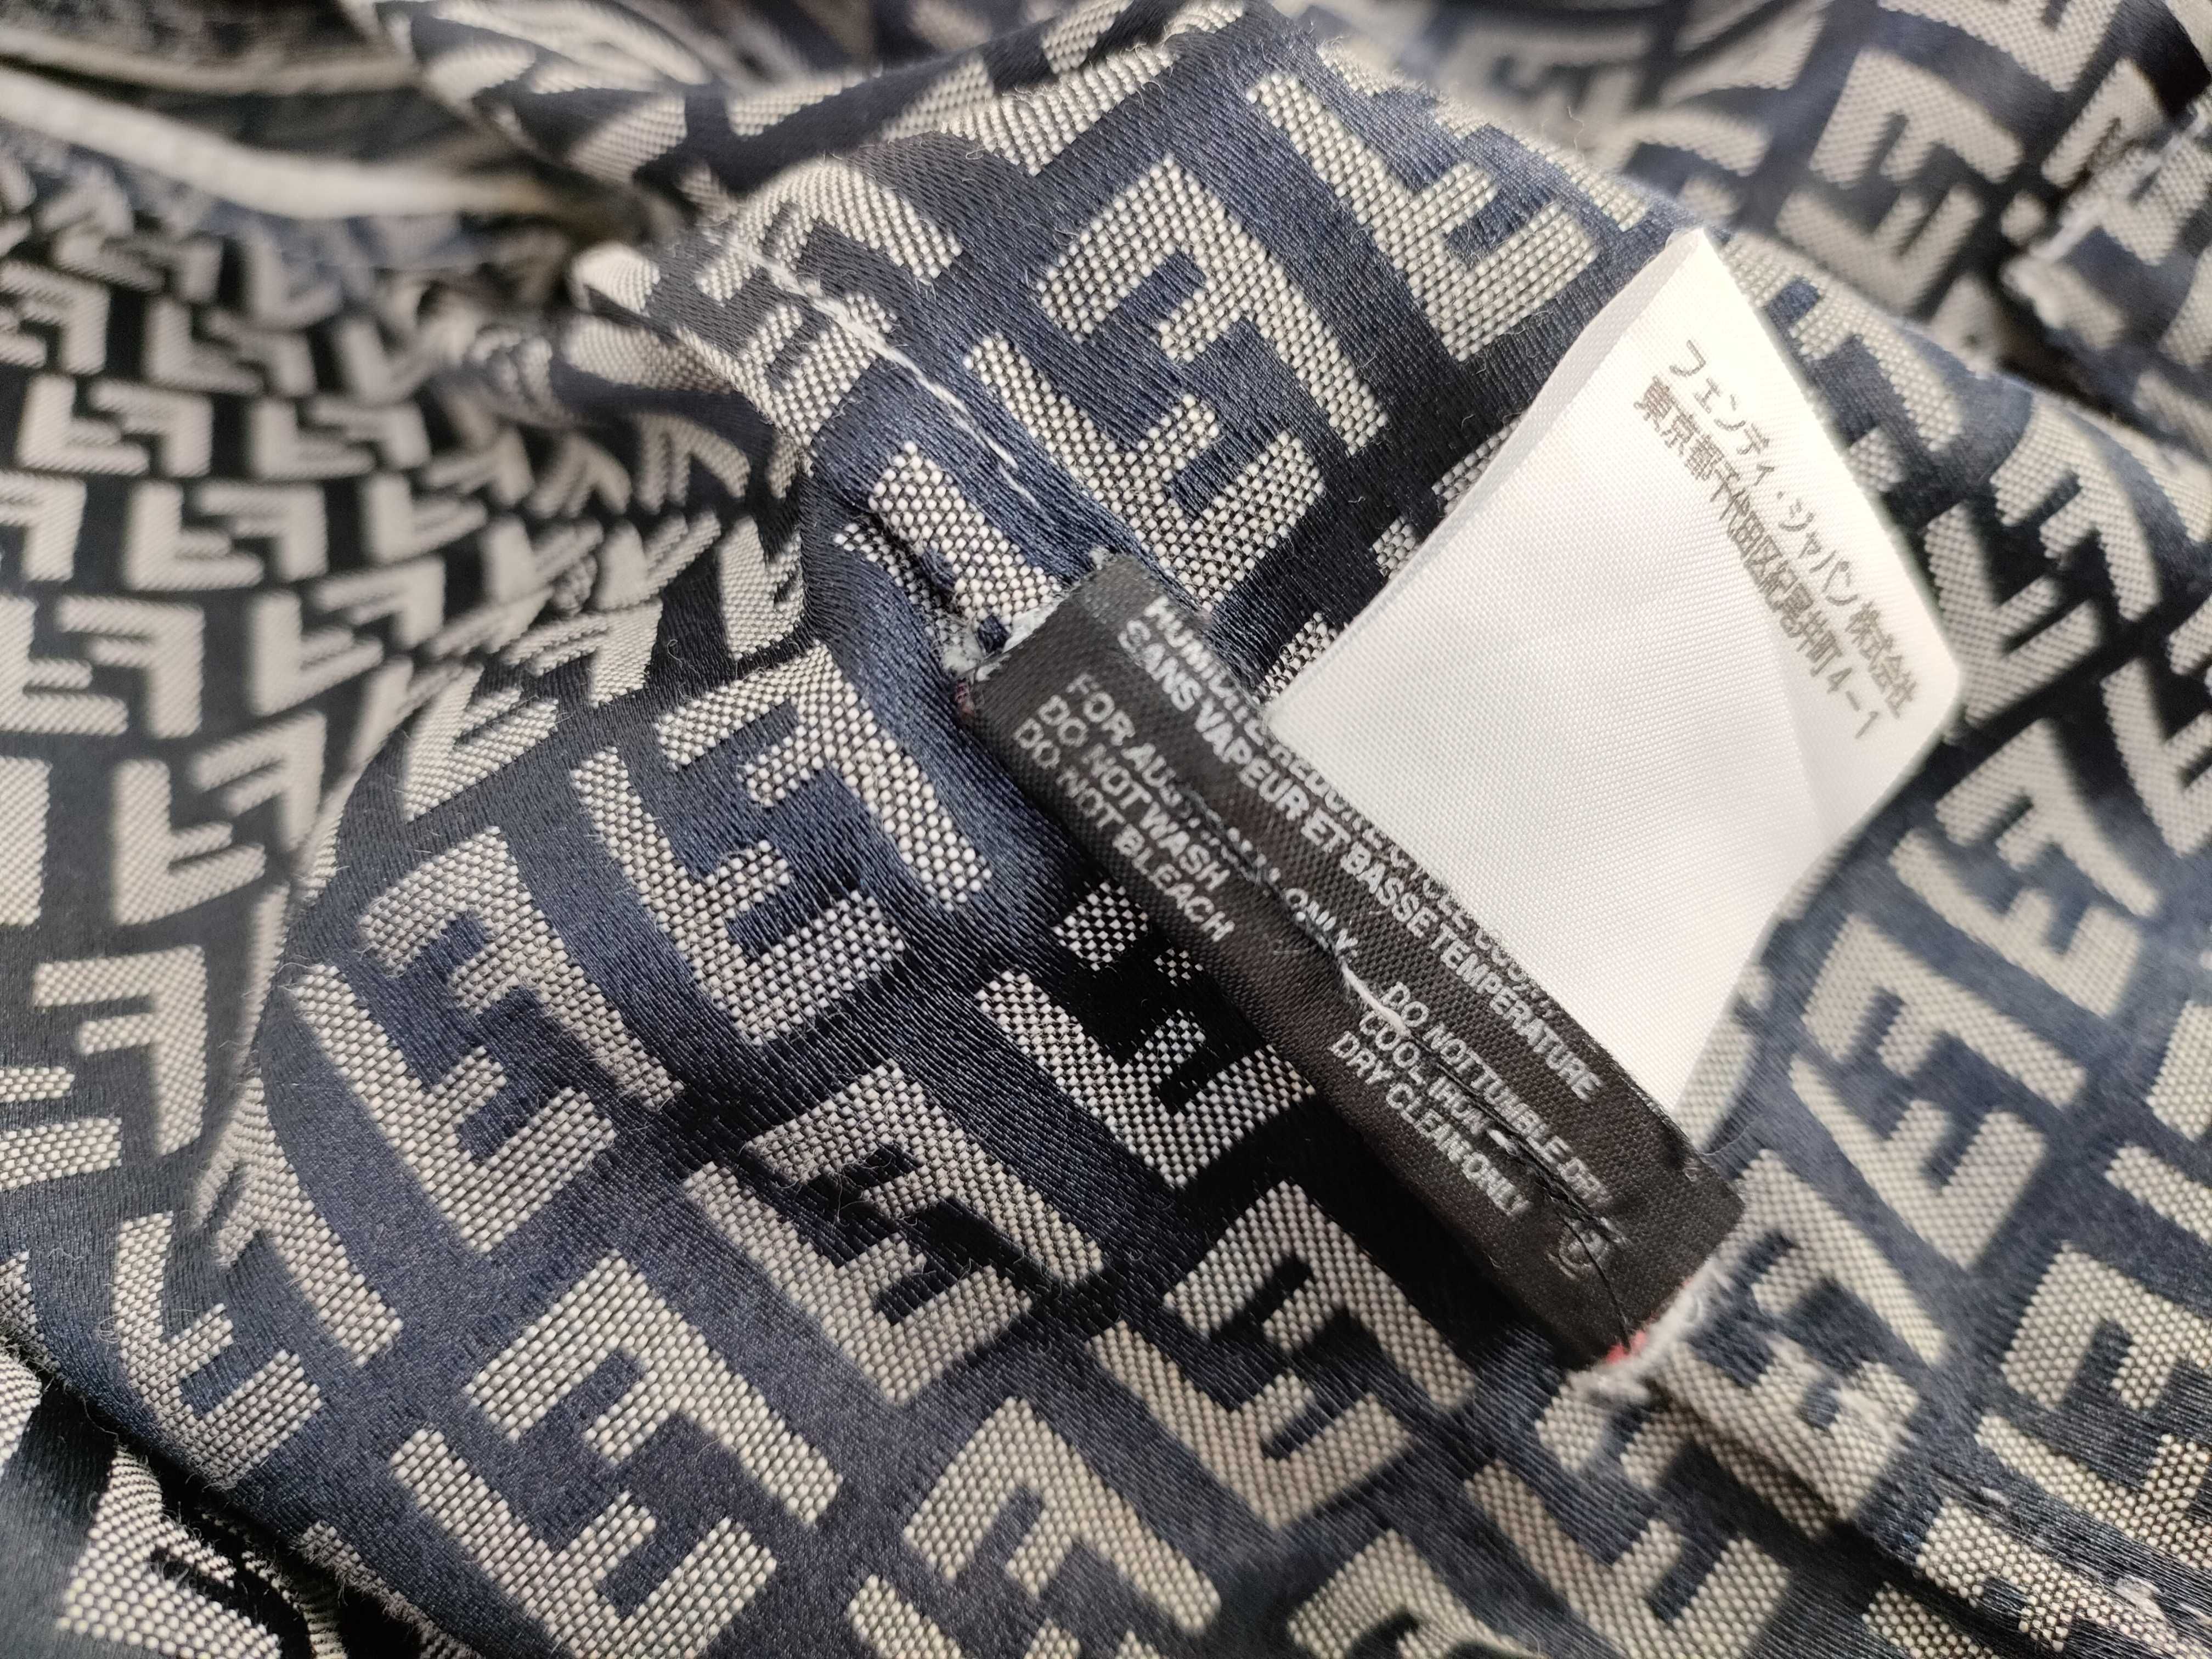 フェンディ・ジャパン株式会社
東京都千代田区紀尾井町4-1
SANS VAPEUR ET BASSE TEMPERATURE
FOR ONLY
DO NOT WASH
DO NOT BLEACH
DO NOT TUMBLE DRY
COOL IRON
DRY CLEAN ONLY